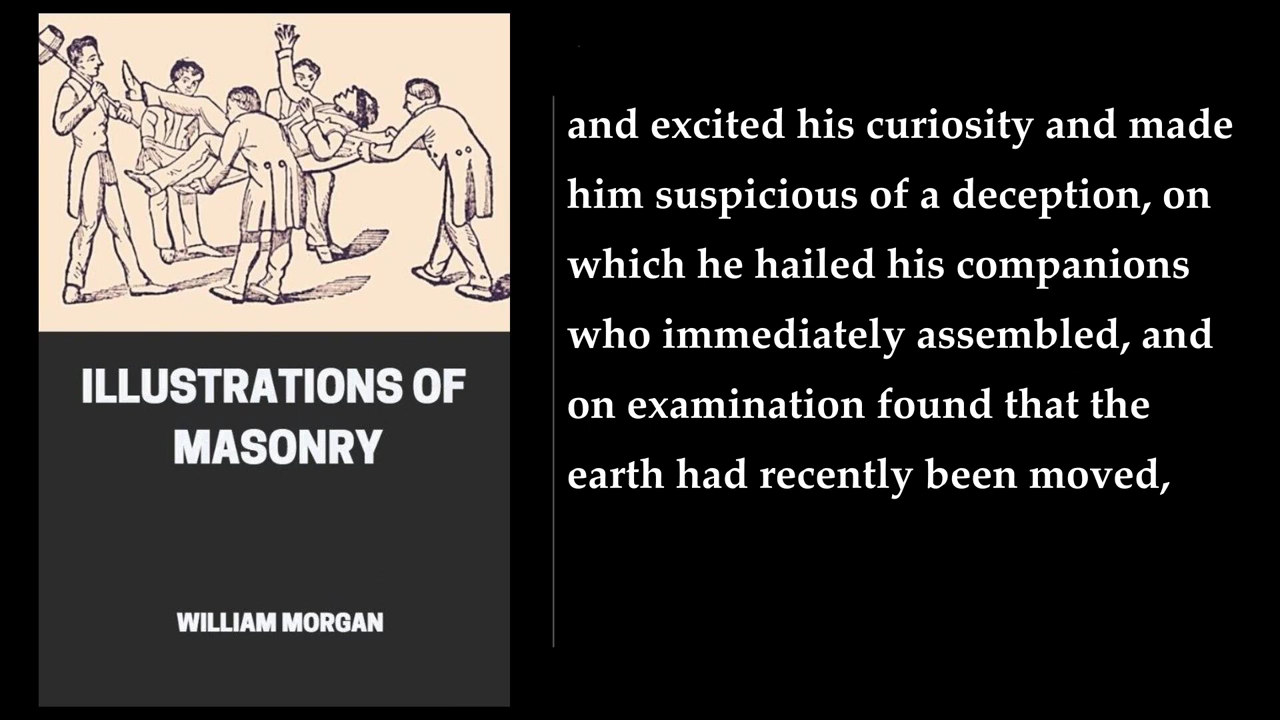 ILLUSTRATIONS OF
MASONRY
WILLIAM MORGAN
and excited his curiosity and made
him suspicious of a deception, on
which he hailed his companions
who immediately assembled, and
on examination found that the
earth had recently been moved,